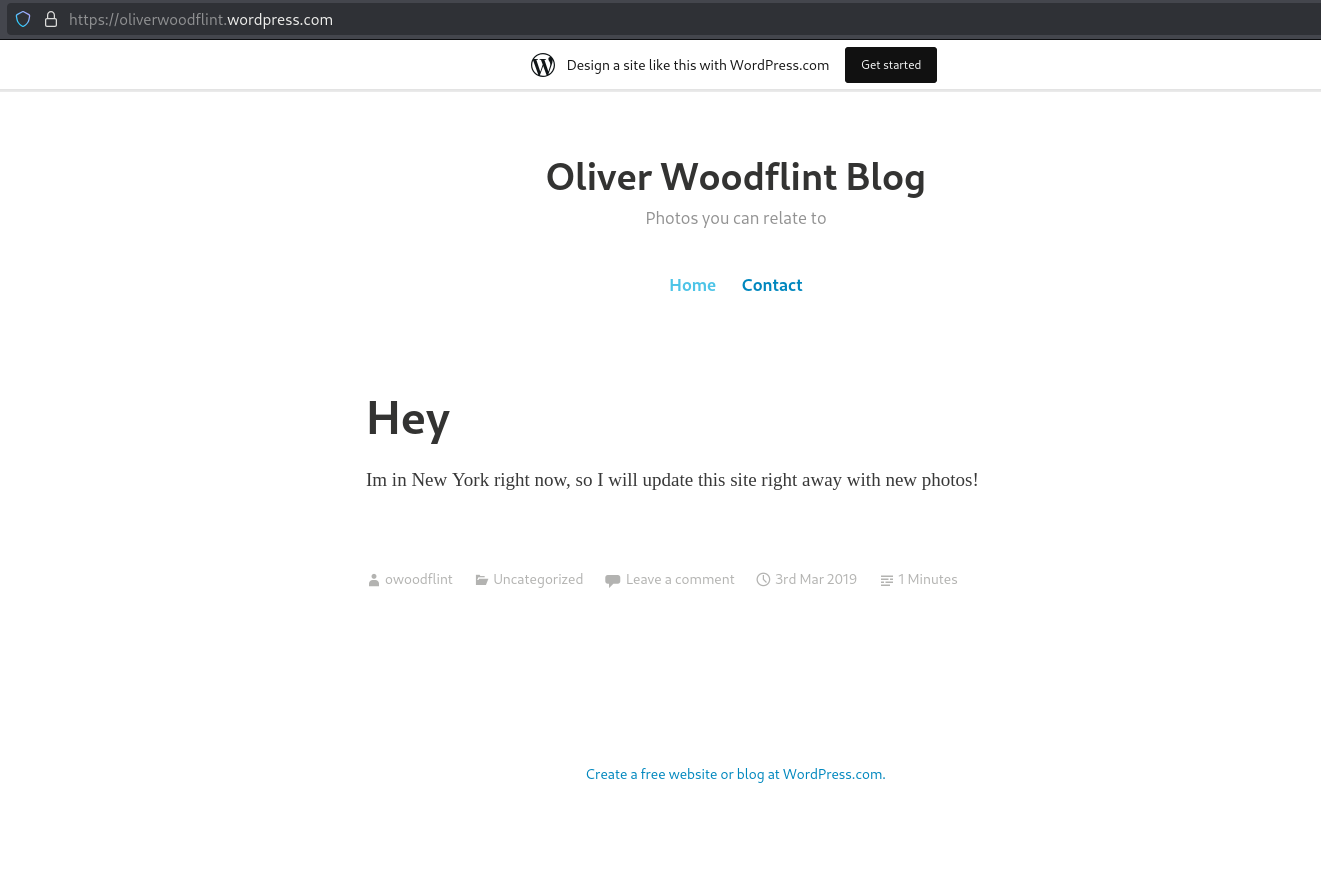 https://oliverwoodflint.wordpress.com
Design a site like this with WordPress.com Get started
Oliver Woodflint Blog
Photos you can relate to
Home Contact
Hey
Im in New York right now, so I will update this site right away with new photos!
owoodflint Uncategorized Leave a comment 3rd Mar 2019 1 Minutes
Create a free website or blog at WordPress.com.